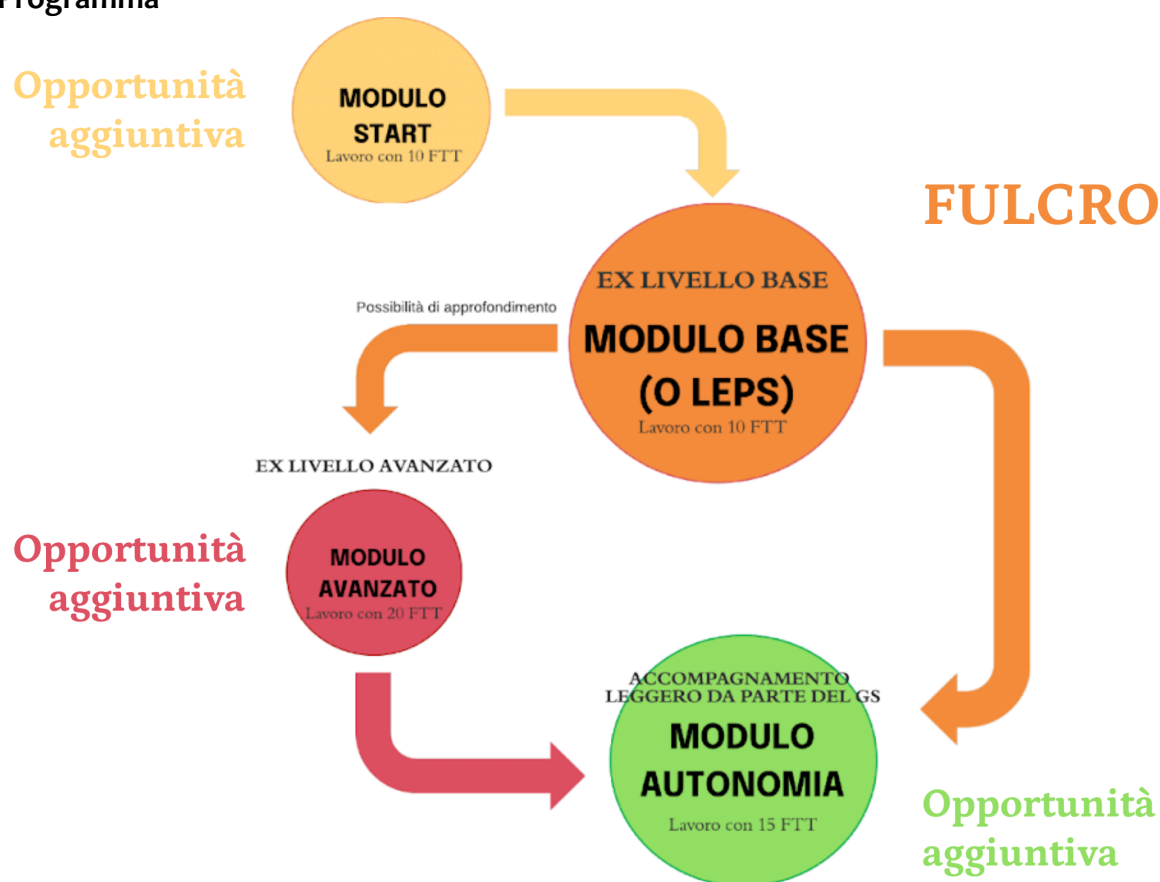 Programma
Opportunità
aggiuntiva
MODULO
START
Lavoro con 10 FTT
FULCRO
EX LIVELLO BASE
MODULO BASE
(O LEPS)
Lavoro con 10 FTT
Possibilità di approfondimento
EX LIVELLO AVANZATO
Opportunità
aggiuntiva
MODULO
AVANZATO
Lavoro con 20 FTT
ACCOMPAGNAMENTO
LEGGERO DA PARTE DEL GS
MODULO
AUTONOMIA
Lavoro con 15 FTT
Opportunità
aggiuntiva